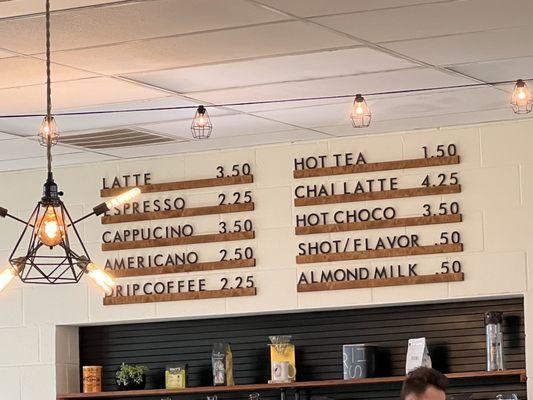 LATTE 3.50
ESPRESSO 2.25
CAPPUCINO 3.50
AMERICANO 2.50
DRIP COFFEE 2.25
HOT TEA 1.50
CHAI LATTE 4.25
HOT CHOCO 3.50
SHOT/FLAVOR .50
ALMOND MILK .50